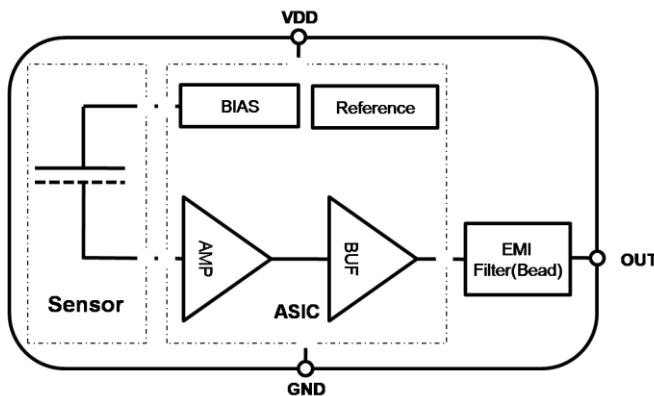 VDD
BIAS
Reference
AMP
BUF
EMI
Filter(Bead)
OUT
Sensor
ASIC
GND